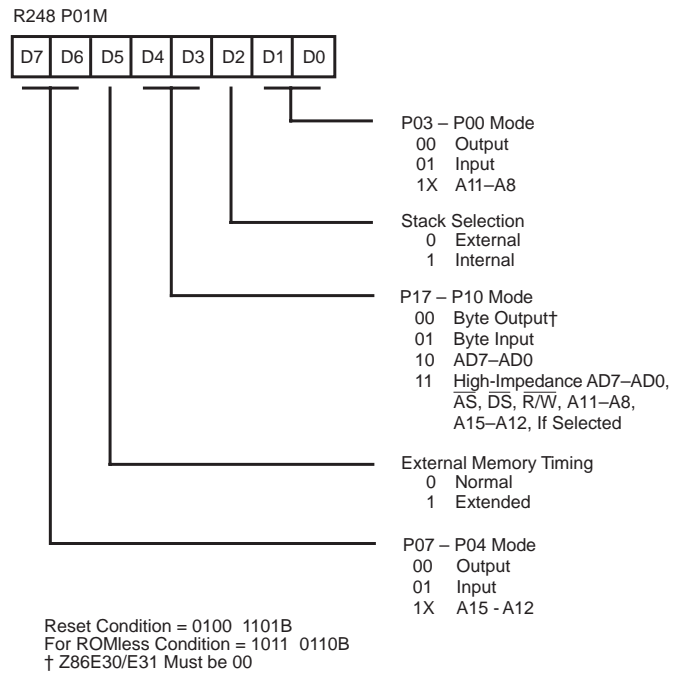 R248 P01M
D7 D6 D5 D4 D3 D2 D1 D0
P03 – P00 Mode
00 Output
01 Input
1X A11–A8
Stack Selection
0 External
1 Internal
P17 – P10 Mode
00 Byte Output†
01 Byte Input
10 AD7–AD0
11 High-Impedance AD7–AD0,
A̅S̅, D̅S̅, R̅/̅W̅, A11–A8,
A15–A12, If Selected
External Memory Timing
0 Normal
1 Extended
P07 – P04 Mode
00 Output
01 Input
1X A15 - A12
Reset Condition = 0100 1101B
For ROMless Condition = 1011 0110B
† Z86E30/E31 Must be 00